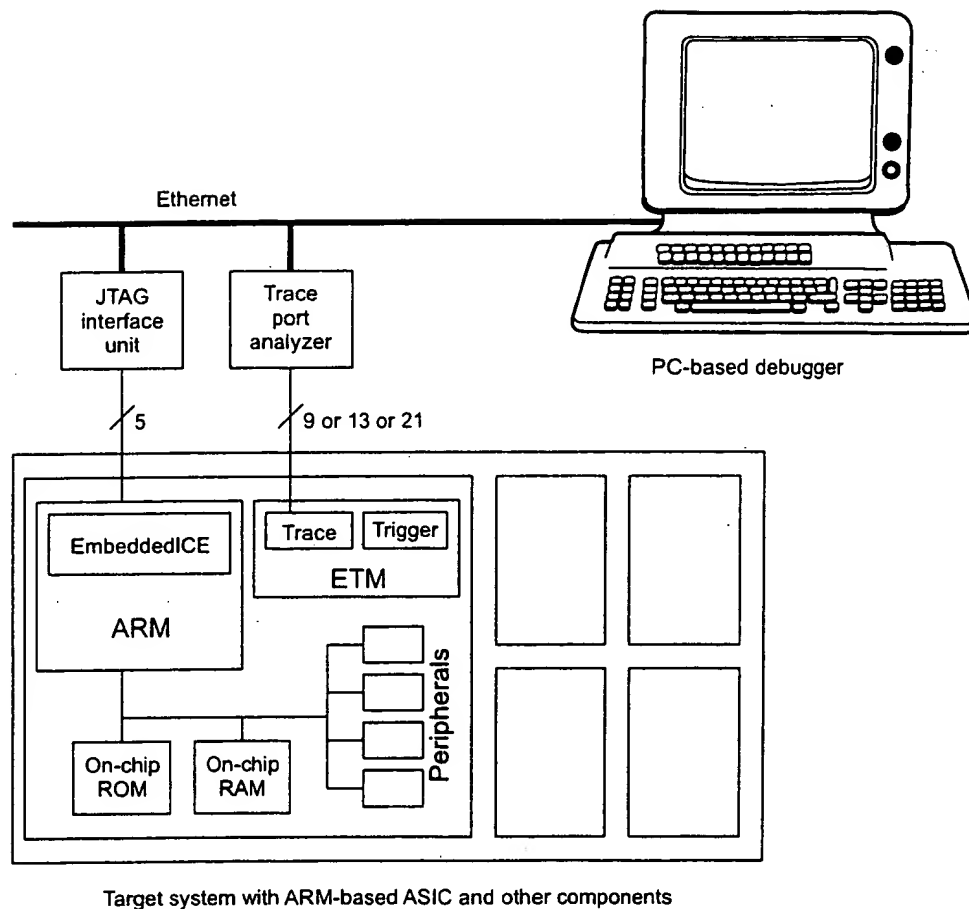 Ethernet
JTAG
interface
unit
Trace
port
analyzer
PC-based debugger
5
9 or 13 or 21
EmbeddedICE
ARM
Trace
Trigger
ETM
Peripherals
On-chip
ROM
On-chip
RAM
Target system with ARM-based ASIC and other components